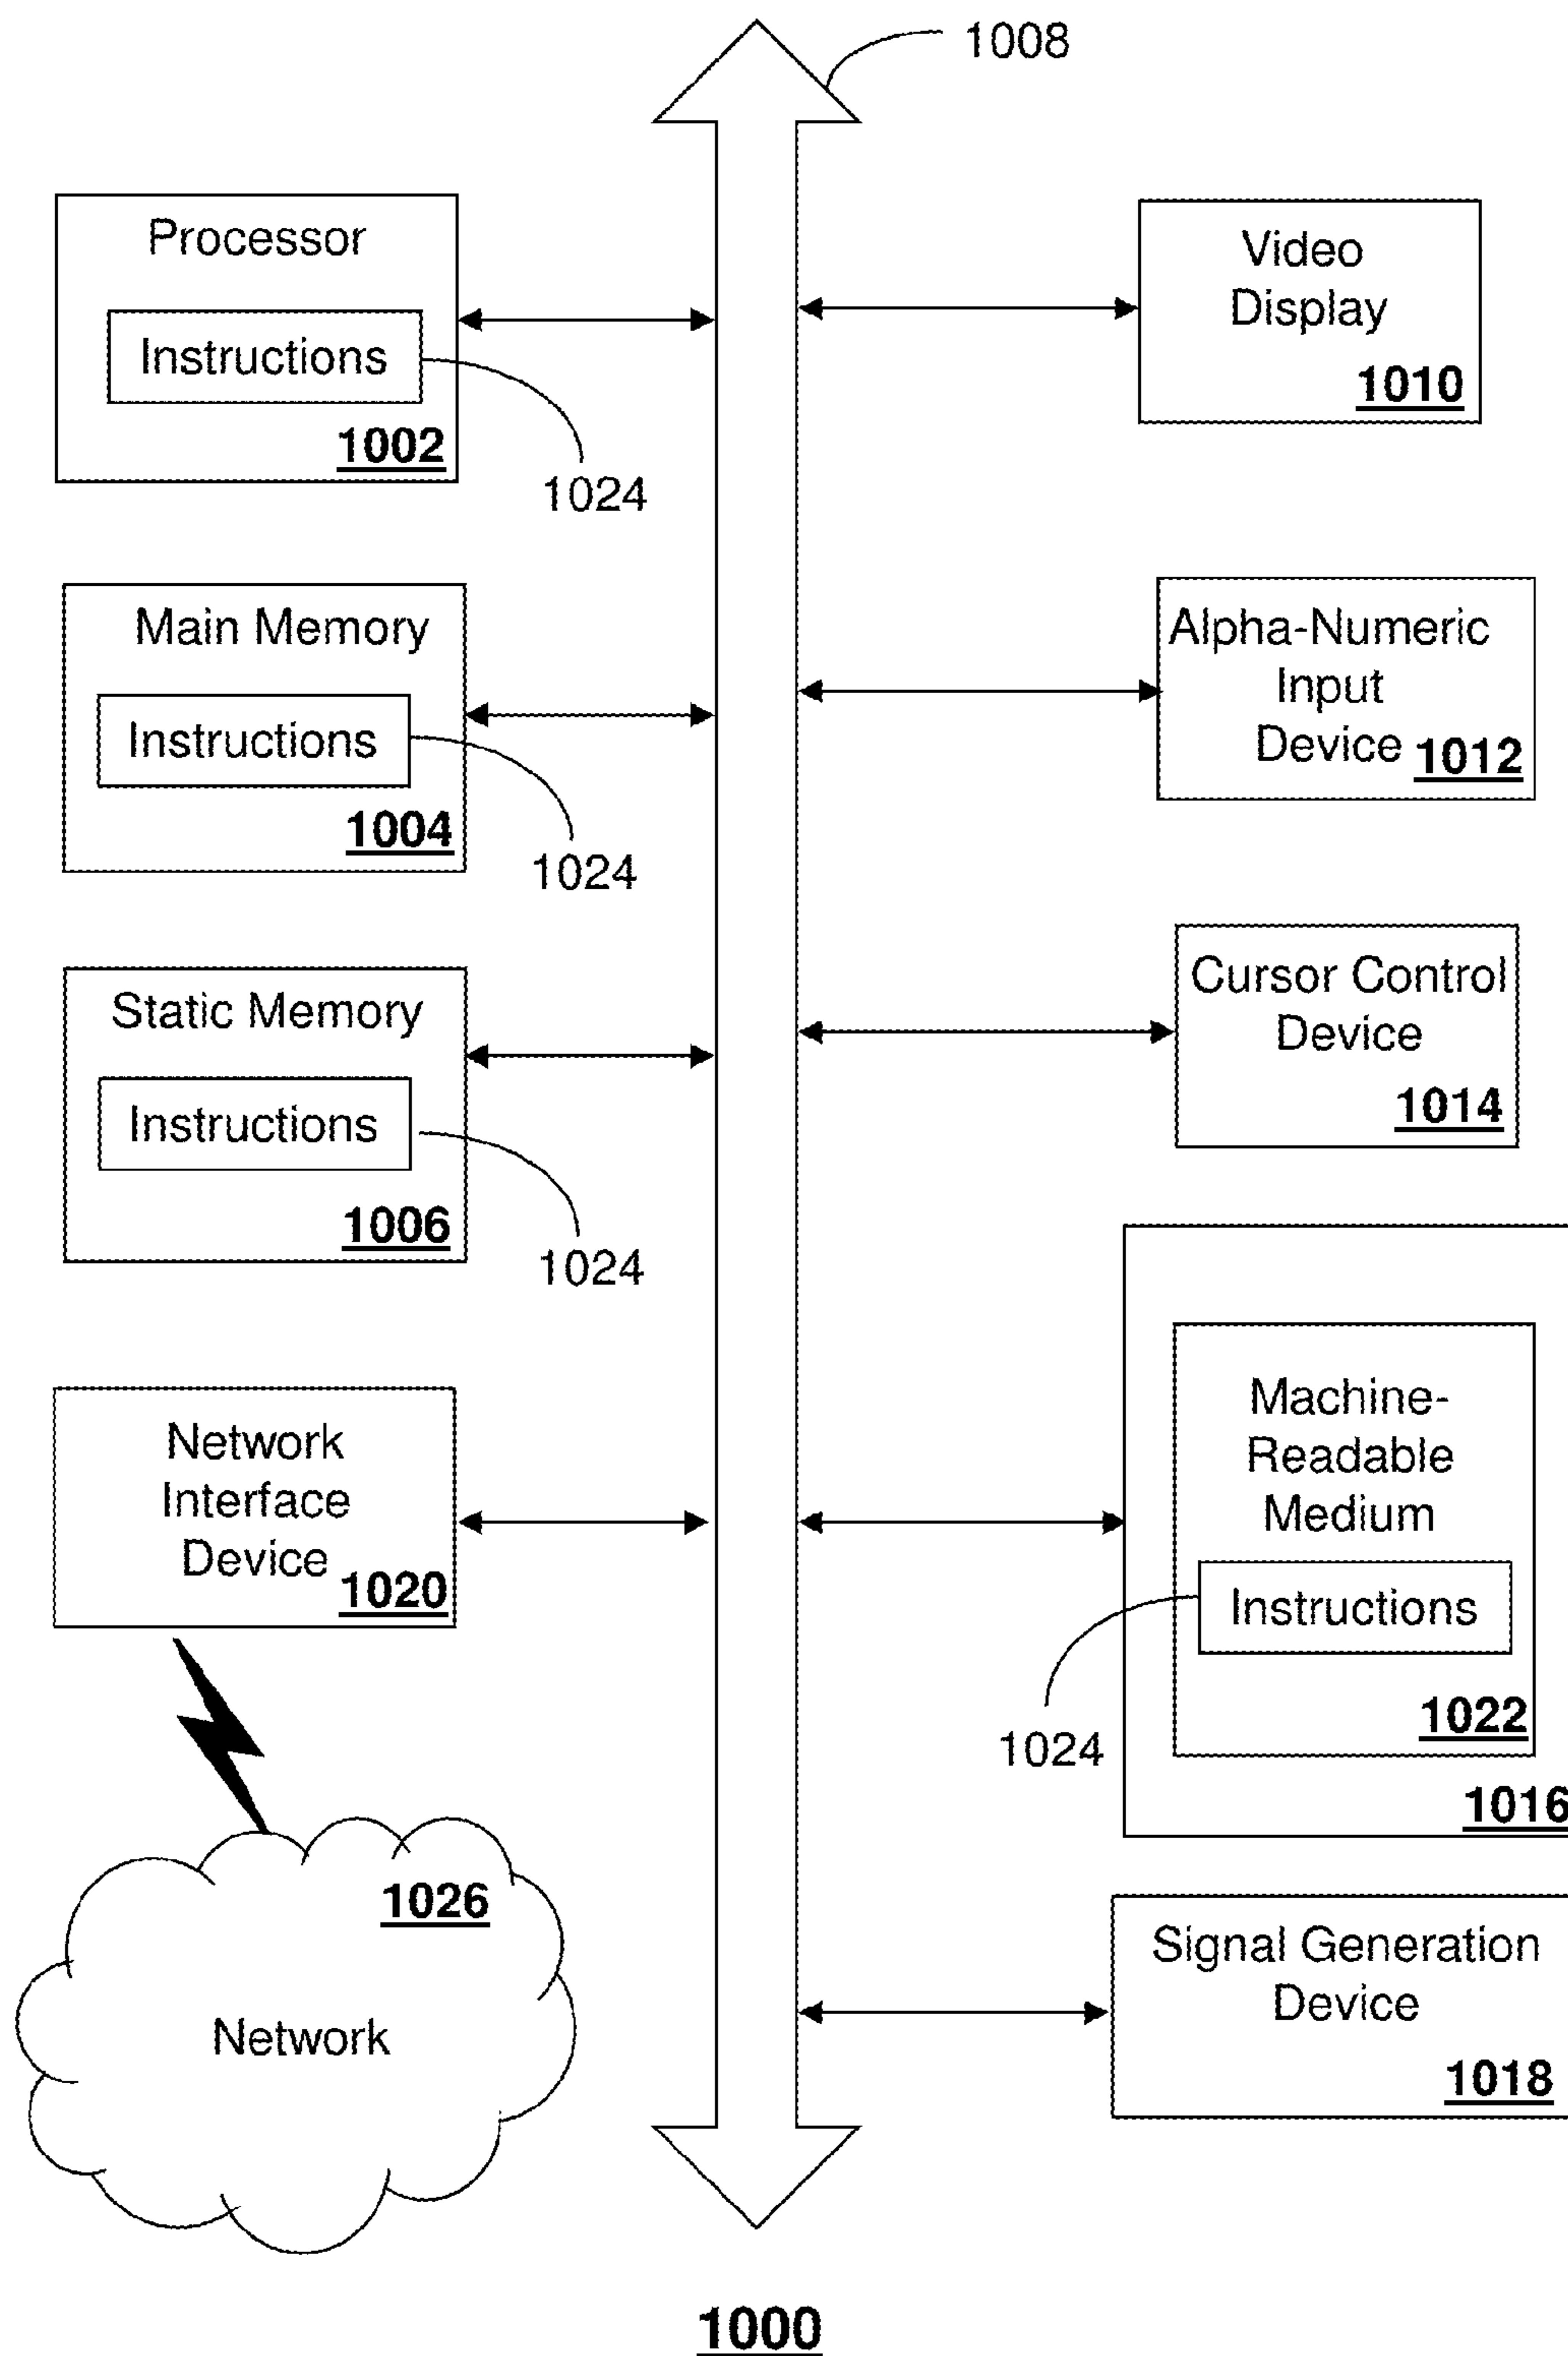 1008
Processor
Instructions
1002
1024
Main Memory
Instructions
1004
1024
Static Memory
Instructions
1006
1024
Network
Interface
Device
1020
1026
Network
Video
Display
1010
Alpha-Numeric
Input
Device
1012
Cursor Control
Device
1014
Machine-
Readable
Medium
Instructions
1022
1024
1016
Signal Generation
Device
1018
1000